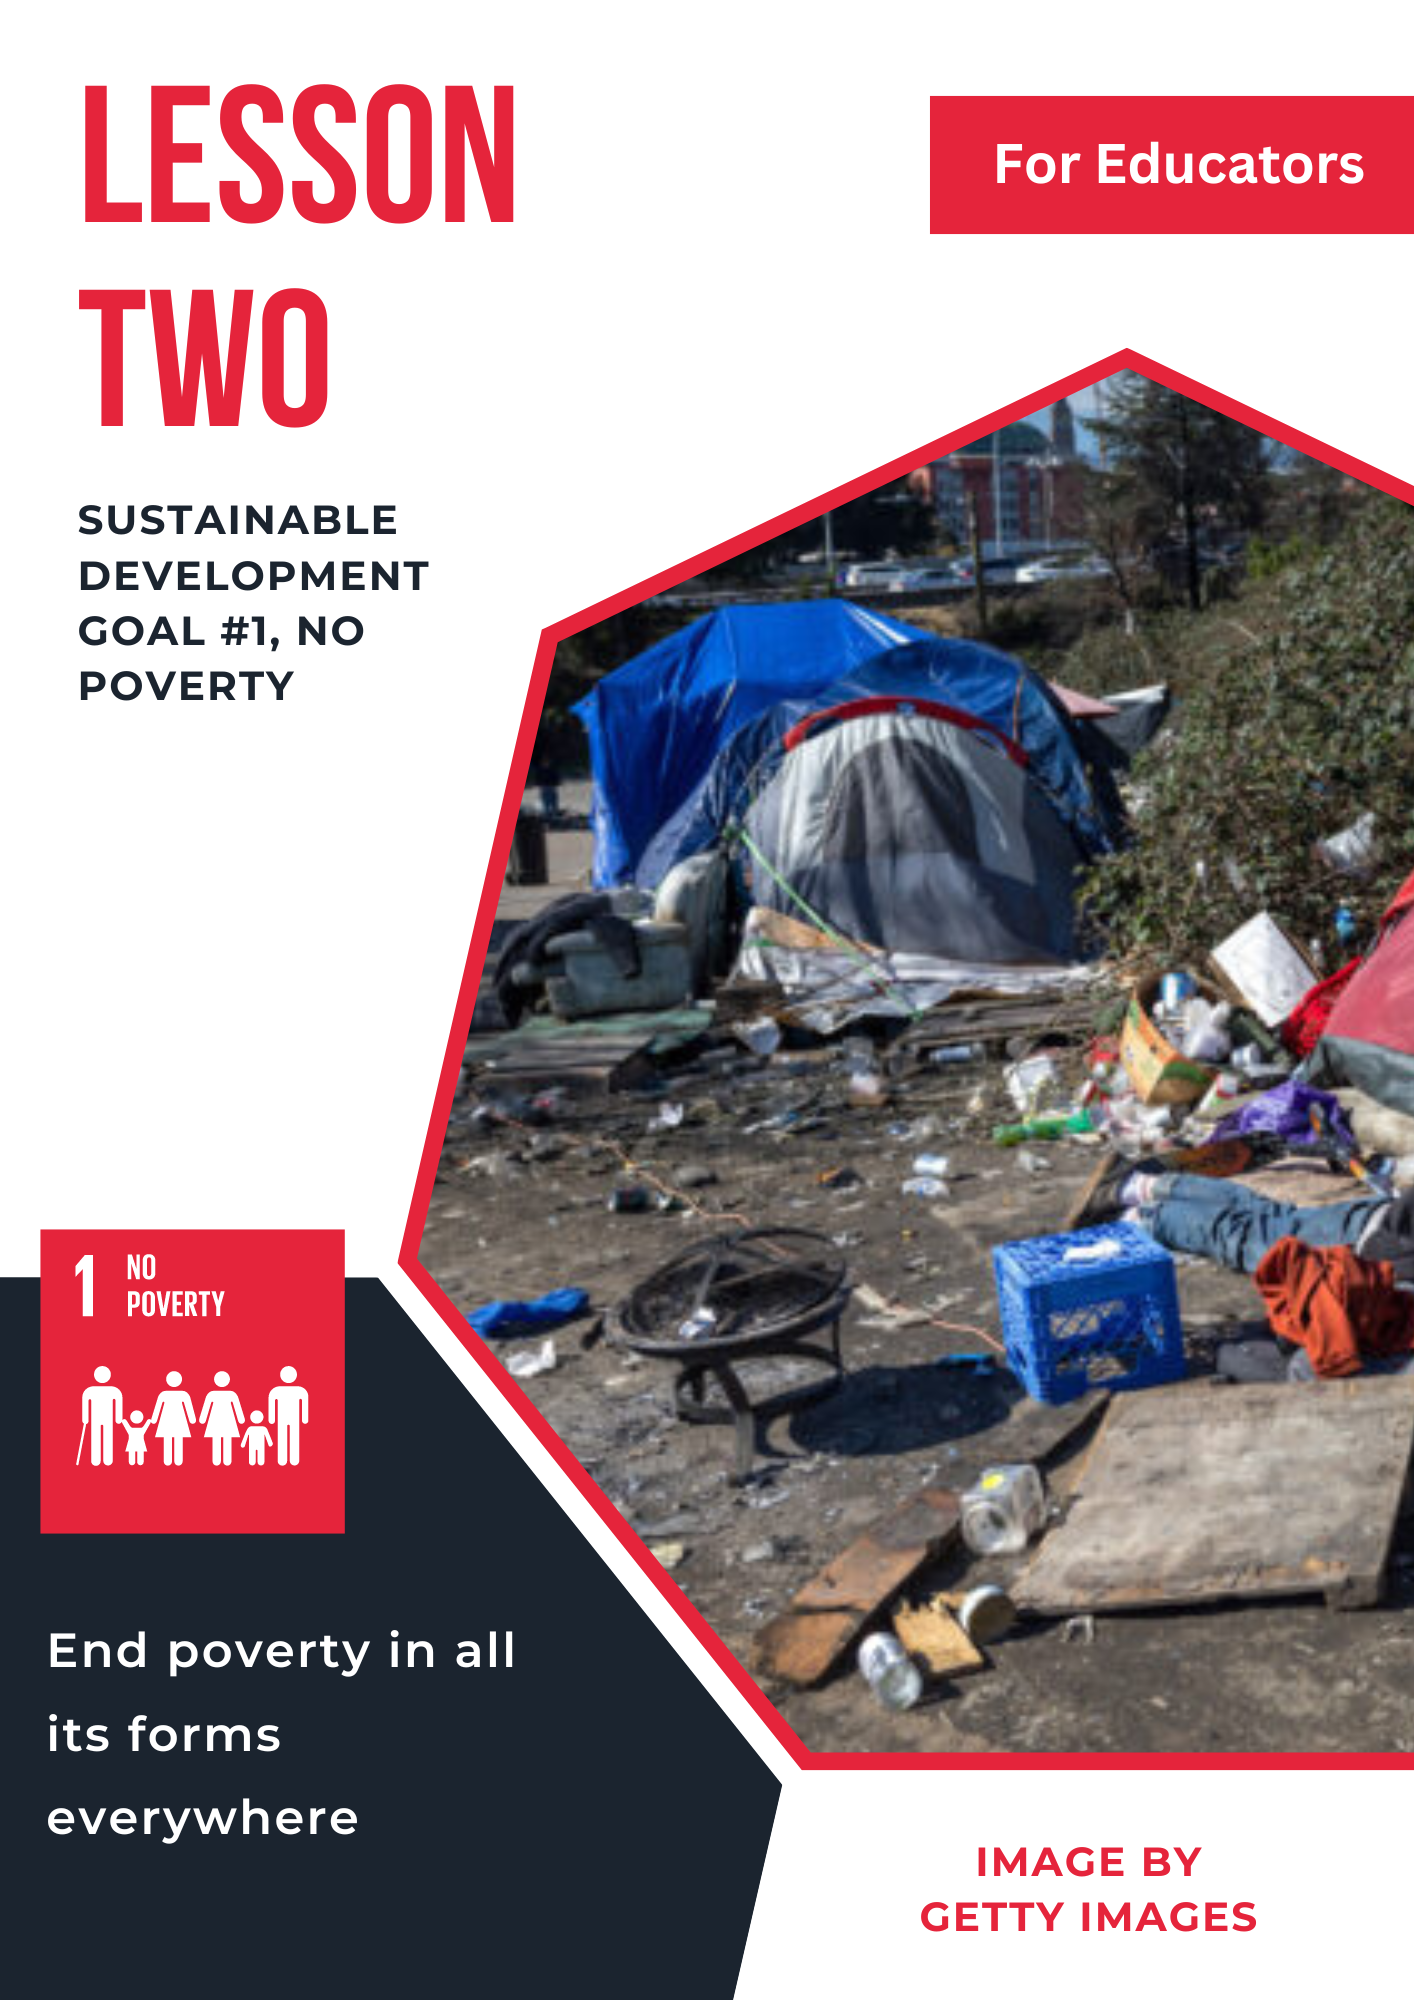 LESSON
TWO
For Educators
SUSTAINABLE
DEVELOPMENT
GOAL #1, NO
POVERTY
1 NO
POVERTY
End poverty in all
its forms
everywhere
IMAGE BY
GETTY IMAGES